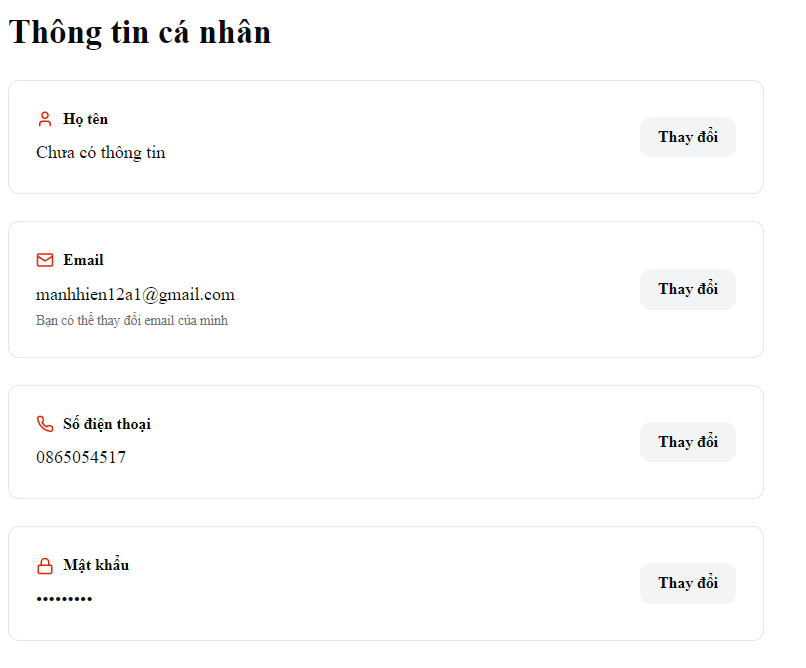 Thông tin cá nhân
Họ tên
Chưa có thông tin
Thay đổi
Email
manhhien12a1@gmail.com
Bạn có thể thay đổi email của mình
Thay đổi
Số điện thoại
0865054517
Thay đổi
Mật khẩu
•••••••••
Thay đổi